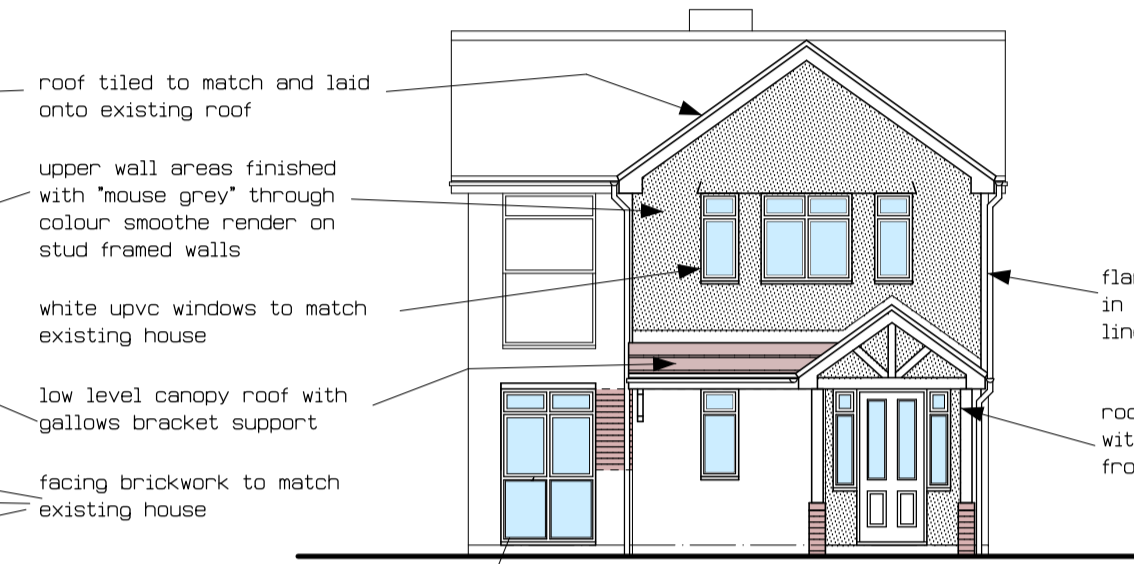 roof tiled to match and laid
onto existing roof
upper wall areas finished
with "mouse grey" through
colour smoothe render on
stud framed walls
white upvc windows to match
existing house
low level canopy roof with
gallows bracket support
facing brickwork to match
existing house
in